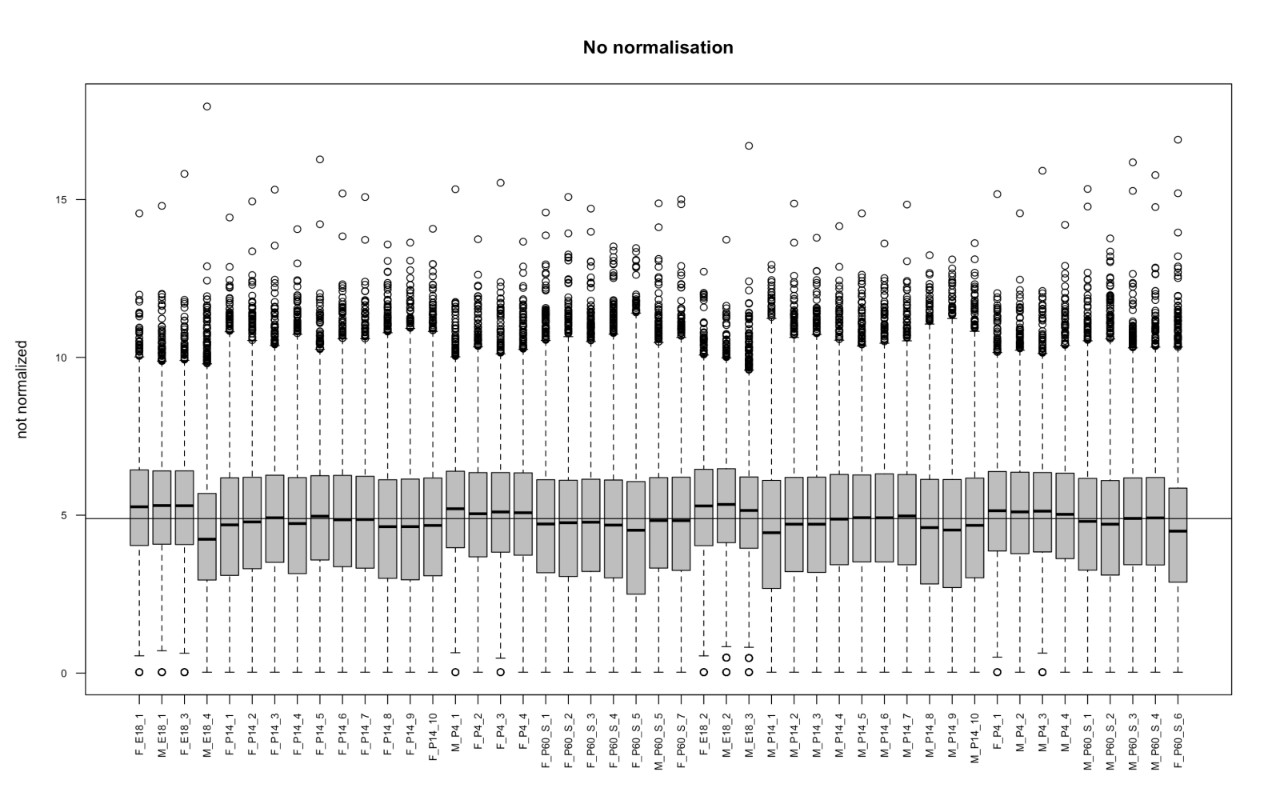 No normalisation
not normalized
15
10
5
0
F_E18_1
M_E18_1
F_E18_3
M_E18_4
F_P14_1
F_P14_2
F_P14_3
F_P14_4
F_P14_5
F_P14_6
F_P14_7
F_P14_8
F_P14_9
F_P14_10
M_P4_1
F_P4_2
F_P4_3
F_P4_4
F_P60_S_1
F_P60_S_2
F_P60_S_3
F_P60_S_4
F_P60_S_5
M_P60_S_5
F_P60_S_7
F_E18_2
M_E18_2
M_E18_3
M_P14_1
M_P14_2
M_P14_3
M_P14_4
M_P14_5
M_P14_6
M_P14_7
M_P14_8
M_P14_9
M_P14_10
F_P4_1
M_P4_2
M_P4_3
M_P4_4
M_P60_S_1
M_P60_S_2
M_P60_S_3
M_P60_S_4
F_P60_S_6